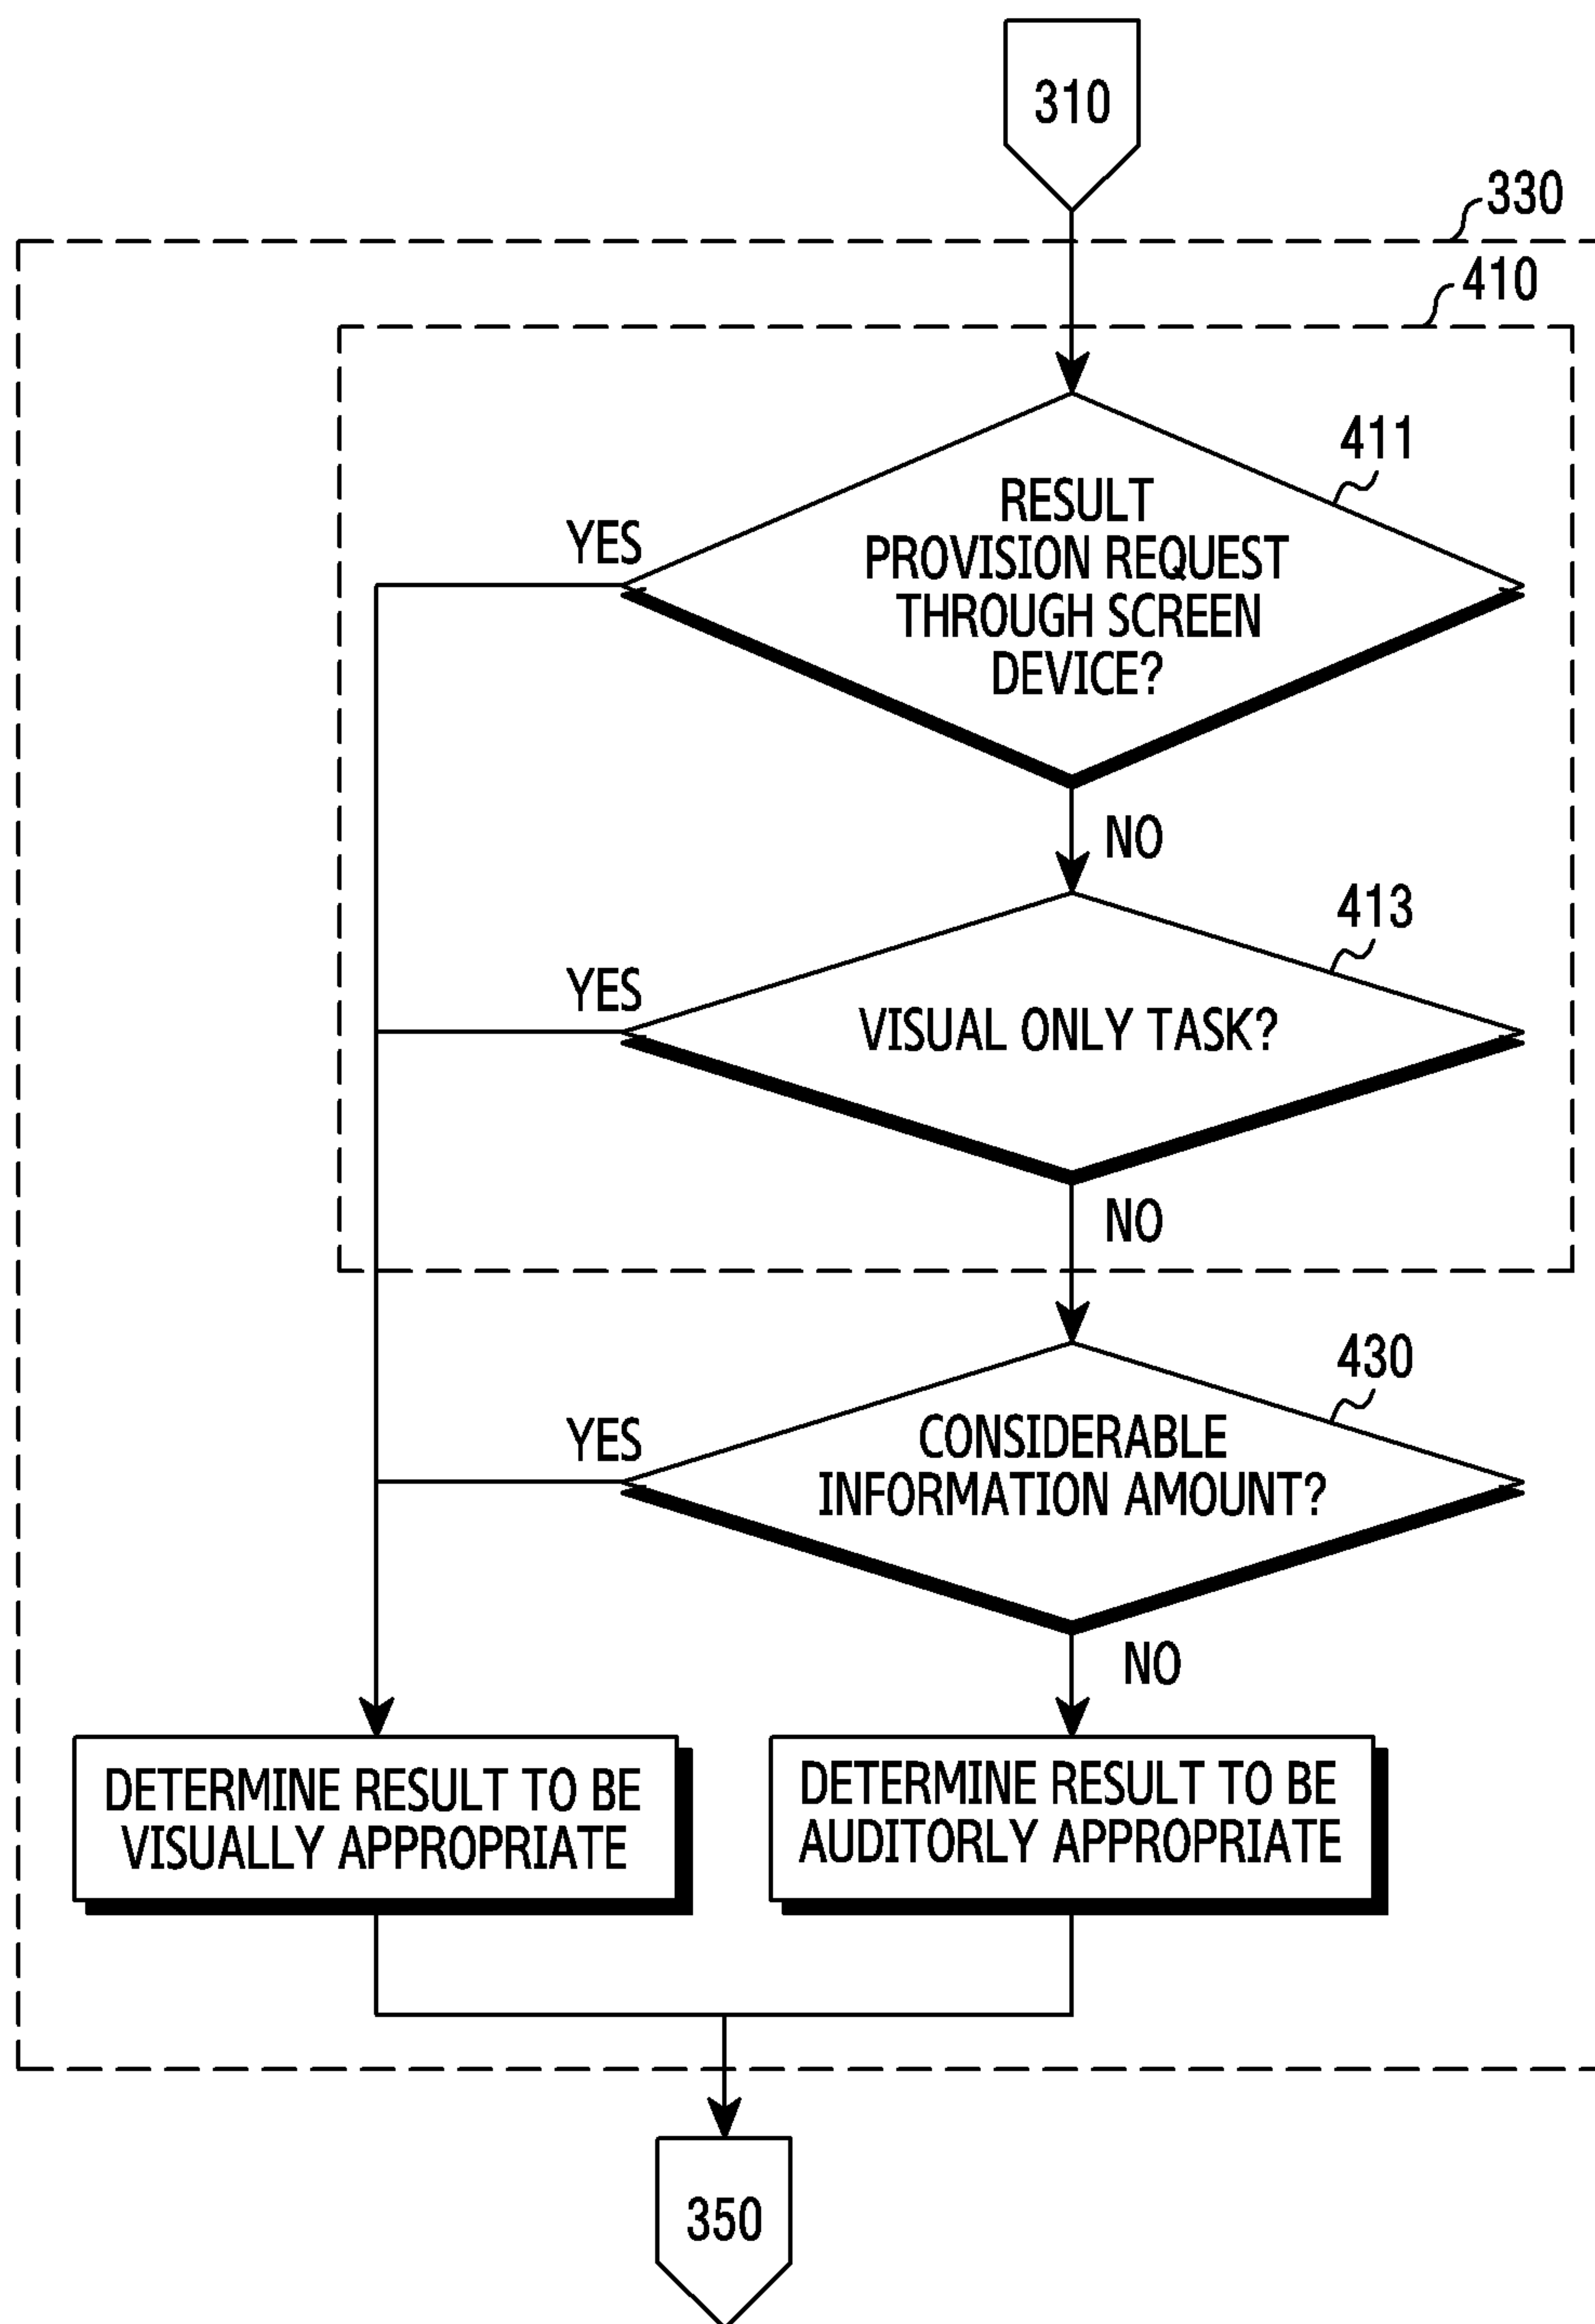 310
330
410
411
RESULT
PROVISION REQUEST
THROUGH SCREEN
DEVICE?
YES
NO
413
YES
VISUAL ONLY TASK?
NO
430
YES
CONSIDERABLE
INFORMATION AMOUNT?
NO
DETERMINE RESULT TO BE
VISUALLY APPROPRIATE
DETERMINE RESULT TO BE
AUDITORLY APPROPRIATE
350